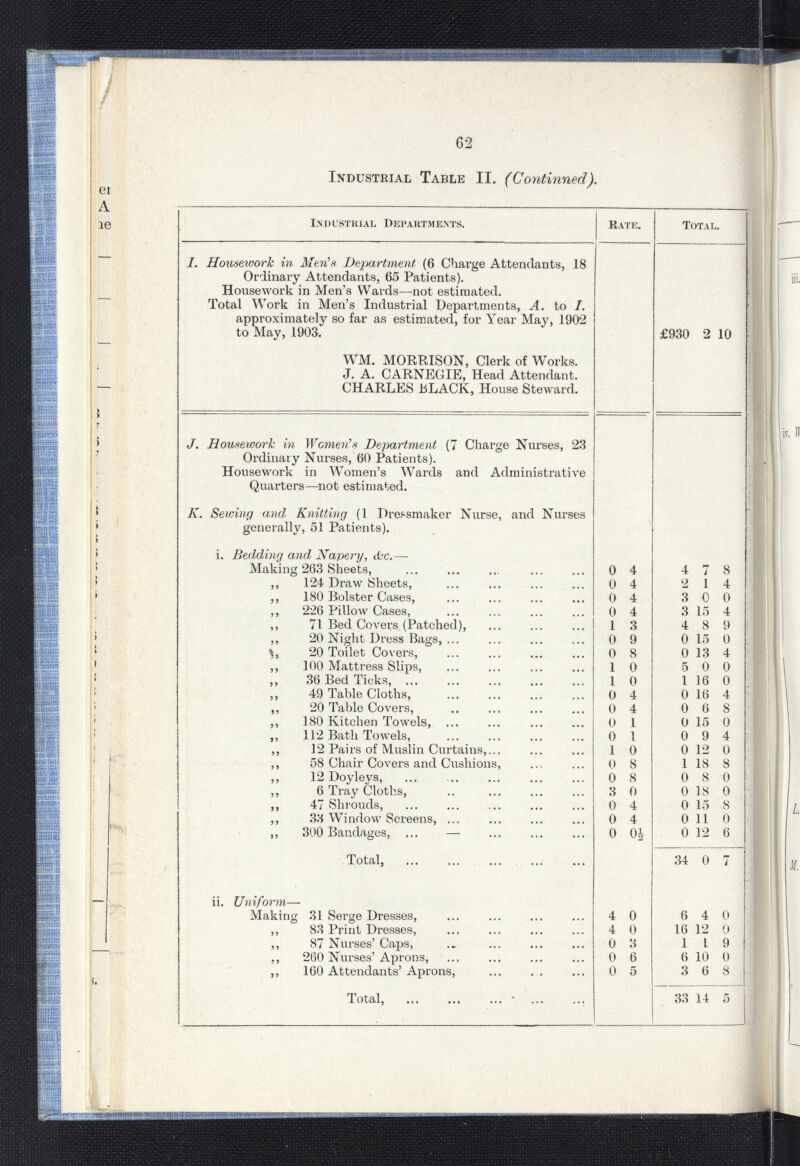 62
INDUSTRIAL TABLE II. (Continned).
INDUSTRIAL DEPARTMENTS. RATE. TOTAL.
I. Housework in Men's Department (6 Charge Attendants, 18
Ordinary Attendants, 65 Patients).
Housework in Men's Wards—not estimated.
Total Work in Men's Industrial Departments, A. to I.
approximately so far as estimated, for Year May, 1902
to May, 1903. £930 2 10
WM. MORRISON, Clerk of Works.
J. A. CARNEGIE, Head Attendant.
CHARLES BLACK, House Steward.
J. Housework in Women's Department (7 Charge Nurses, 23
Ordinary Nurses, 60 Patients).
Housework in Women's Wards and Administrative
Quarters—not estimated.
K. Sewing and Knitting (1 Dressmaker Nurse, and Nurses
generally, 51 Patients).
i. Bedding and Napery, &c.—
Making 263 Sheets, ... ... ... ... ... 0 4 4 7 8
,, 124 Draw Sheets, ... ... ... ... 0 4 2 1 4
,, 180 Bolster Cases, ... ... ... ... 0 4 3 0 0
,, 226 Pillow Cases, ... ... ... ... 0 4 3 15 4
,, 71 Bed Covers (Patched), ... ... ... 1 3 4 8 9
,, 20 Night Dress Bags, ... ... ... ... 0 9 0 15 0
,, 20 Toilet Covers, ... ... ... ... 0 8 0 13 4
,, 100 Mattress Slips, ... ... ... ... 1 0 5 0 0
,, 36 Bed Ticks, ... ... ... ... ... 1 0 1 16 0
,, 49 Table Cloths, ... ... ... ... 0 4 0 16 4
,, 20 Table Covers, .. ... ... ... 0 4 0 6 8
,, 180 Kitchen Towels, ... ... ... ... 0 1 0 15 0
,, 112 Bath Towels, ... ... ... ... 0 1 0 9 4
,, 12 Pairs of Muslin Curtains,... ... ... 1 0 0 12 0
,, 58 Chair Covers and Cushions, ... ... 0 8 1 18 8
,, 12 Doyleys, ... .. ... ... ... 0 8 0 8 0
,, 6 Tray Cloths, .. ... ... ... 3 0 0 18 0
,, 47 Shrouds, ... ... ... ... ... 0 4 0 15 8
,, 33 Window Screens, ... ... ... ... 0 4 0 11 0
,, 300 Bandages, ... — ... ... ... 0 0½ 0 12 6
Total, ... ... ... ... ... 34 0 7
ii. Uniform—
Making 31 Serge Dresses, ... ... ... ... 4 0 6 4 0
,, 83 Print Dresses, ... ... ... ... 4 0 16 12 0
,, 87 Nurses' Caps, ... ... ... ... 0 3 1 1 9
,, 260 Nurses' Aprons, ... ... ... ... 0 6 6 10 0
,, 160 Attendants' Aprons, ... .. ... 0 5 3 6 8
Total, ... ... ... ... ... 33 14 5
er
A
ie
iii.
iv.
L.
M.